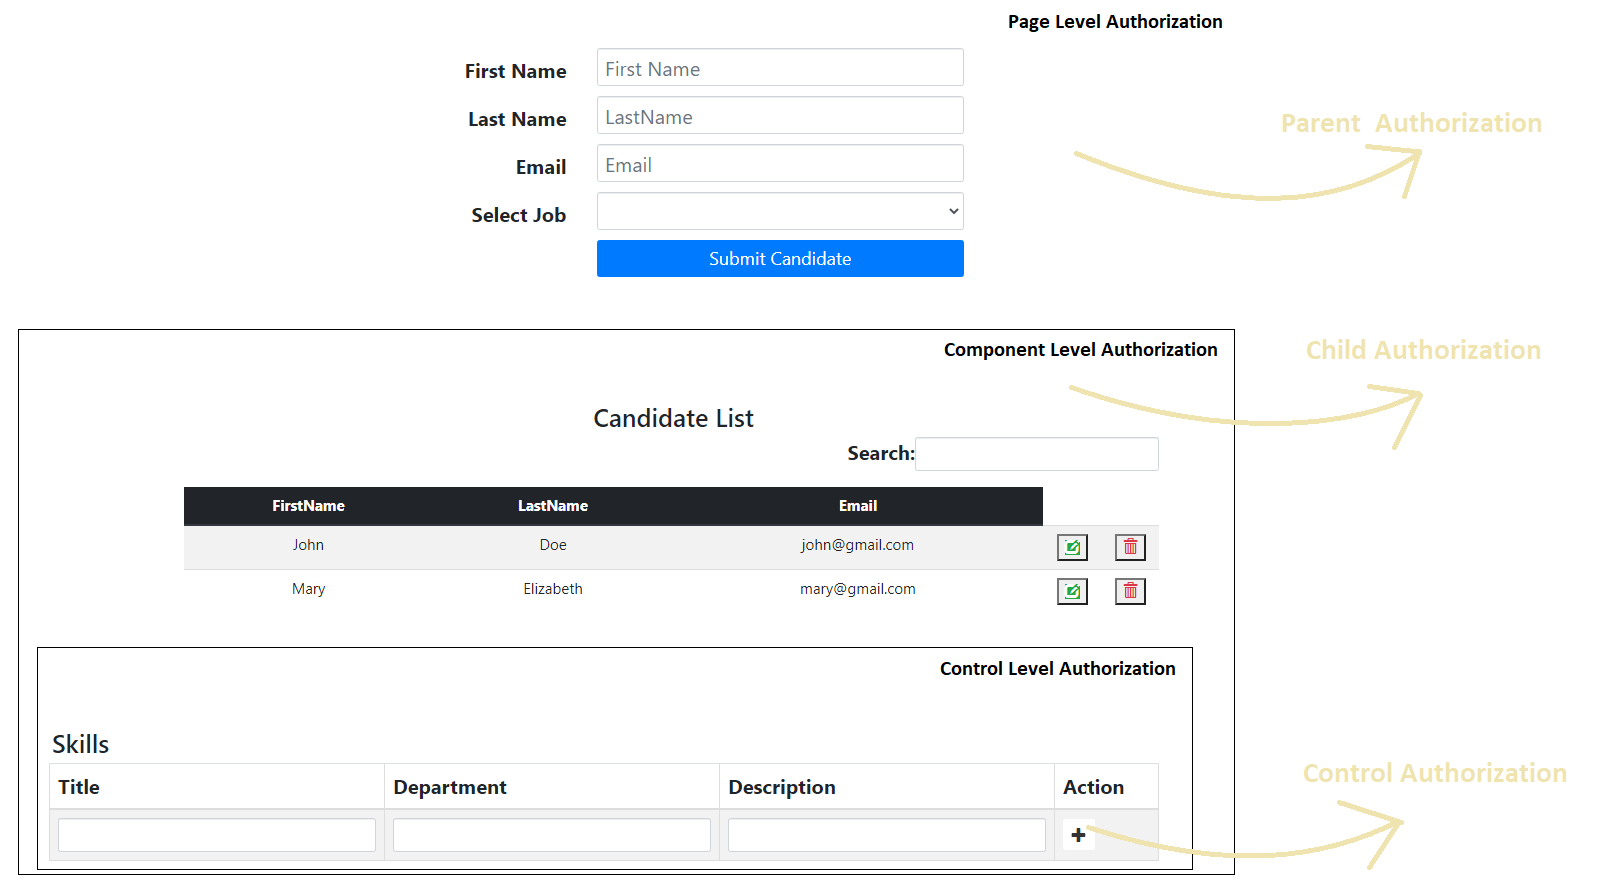 Page Level Authorization
First Name First Name
Parent Authorization
Last Name LastName
Email Email
Select Job
Submit Candidate
Component Level Authorization
Child Authorization
Candidate List
Search:
FirstName LastName Email
John Doe john@gmail.com
Mary Elizabeth mary@gmail.com
Control Level Authorization
Skills
Control Authorization
Title Department Description Action